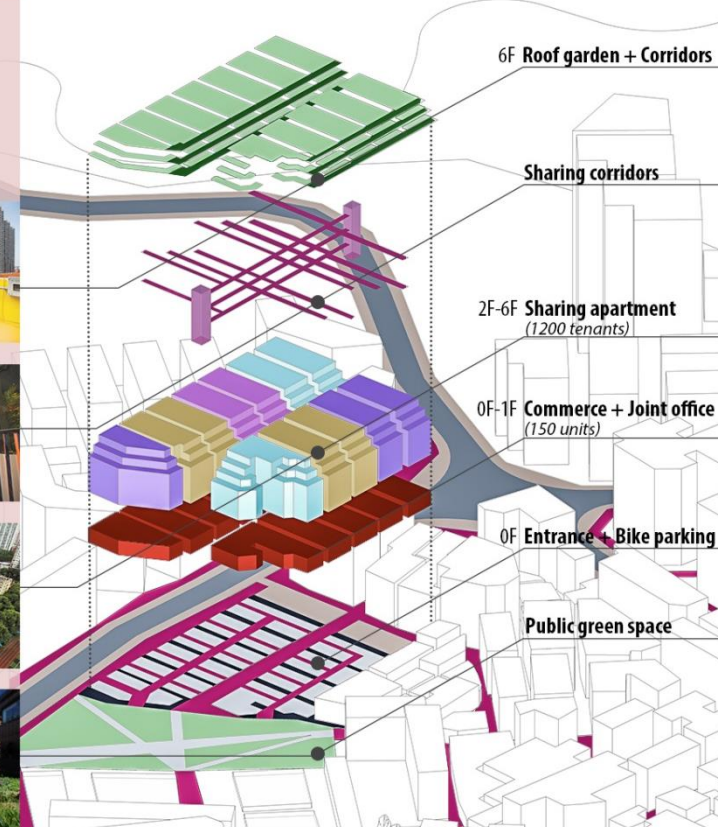 6F Roof garden + Corridors
Sharing corridors
2F-6F Sharing apartment
(1200 tenants)
0F-1F Commerce + Joint office
(150 units)
0F Entrance + Bike parking
Public green space